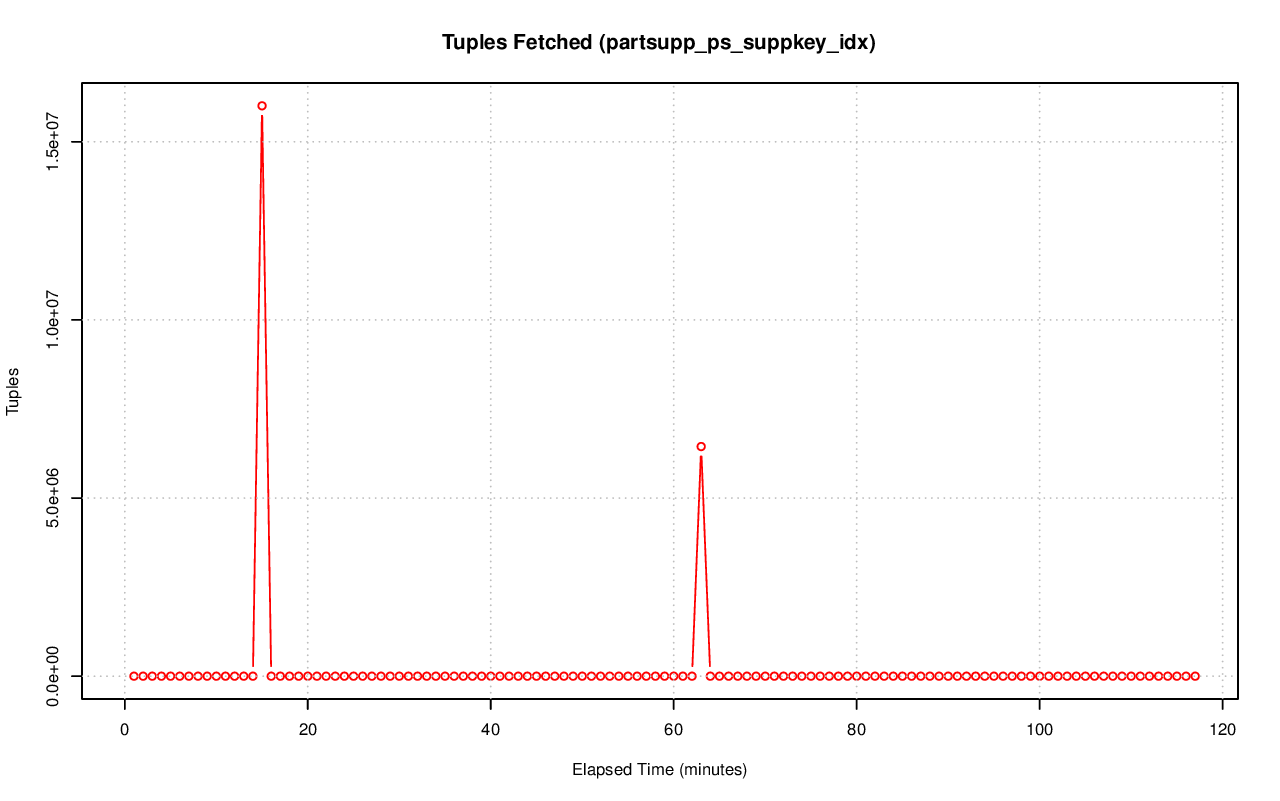 Tuples Fetched (partsupp_ps_suppkey_idx)
Tuples
1.5e+07
1.0e+07
5.0e+06
0.0e+00
0 20 40 60 80 100 120
Elapsed Time (minutes)